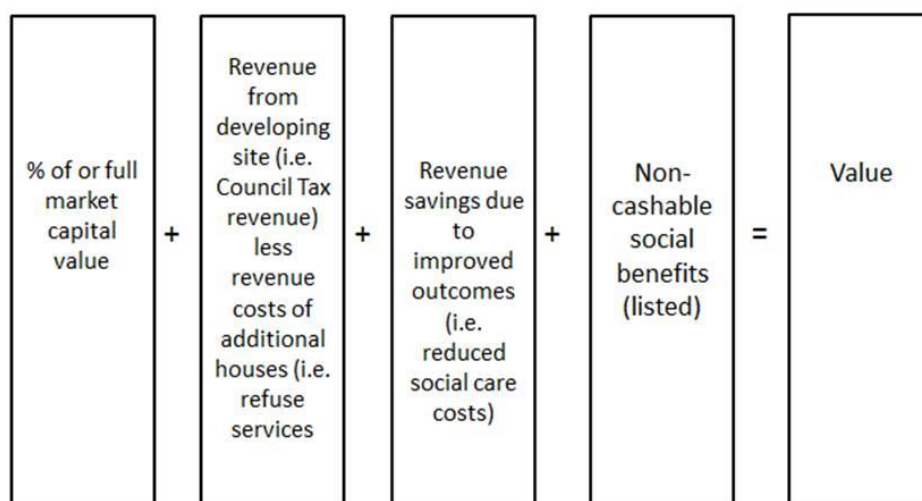 % of or full
market
capital
value
+
Revenue
from
developing
site (i.e.
Council Tax
revenue)
less
revenue
costs of
additional
houses (i.e.
refuse
services
+
Revenue
savings due
to
improved
outcomes
(i.e.
reduced
social care
costs)
+
Non-
cashable
social
benefits
(listed)
=
Value